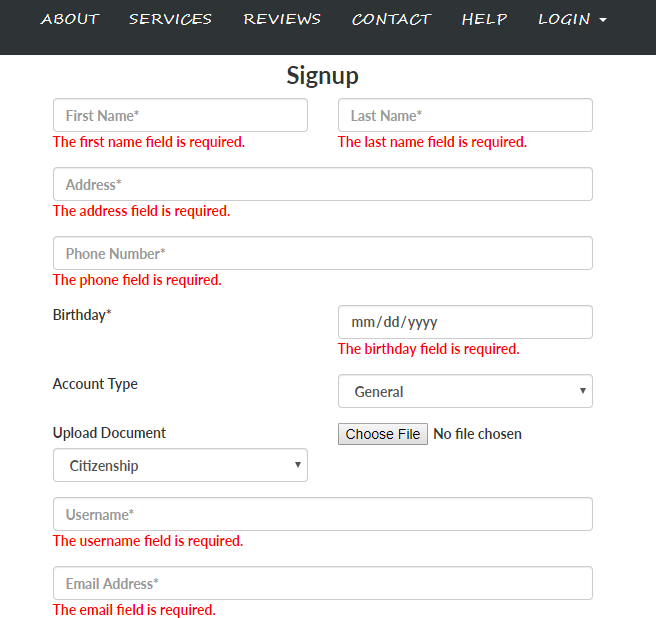 ABOUT SERVICES REVIEWS CONTACT HELP LOGIN
Signup
First Name* Last Name*
The first name field is required. The last name field is required.
Address*
The address field is required.
Phone Number*
The phone field is required.
Birthday* mm/dd/yyyy
The birthday field is required.
Account Type General
Upload Document Choose File No file chosen
Citizenship
Username*
The username field is required.
Email Address*
The email field is required.